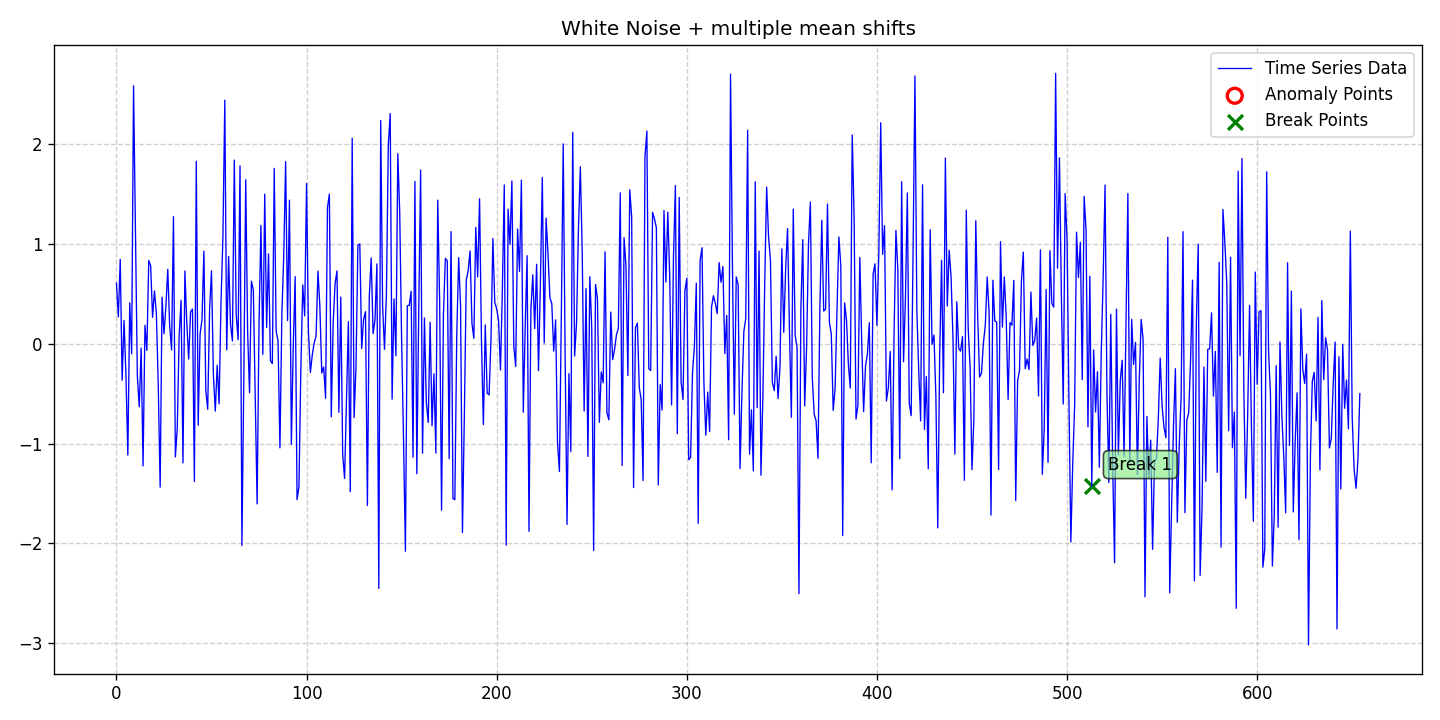 White Noise + multiple mean shifts
Time Series Data
Anomaly Points
Break Points
2
1
0
−1
−2
−3
Break 1
0 100 200 300 400 500 600